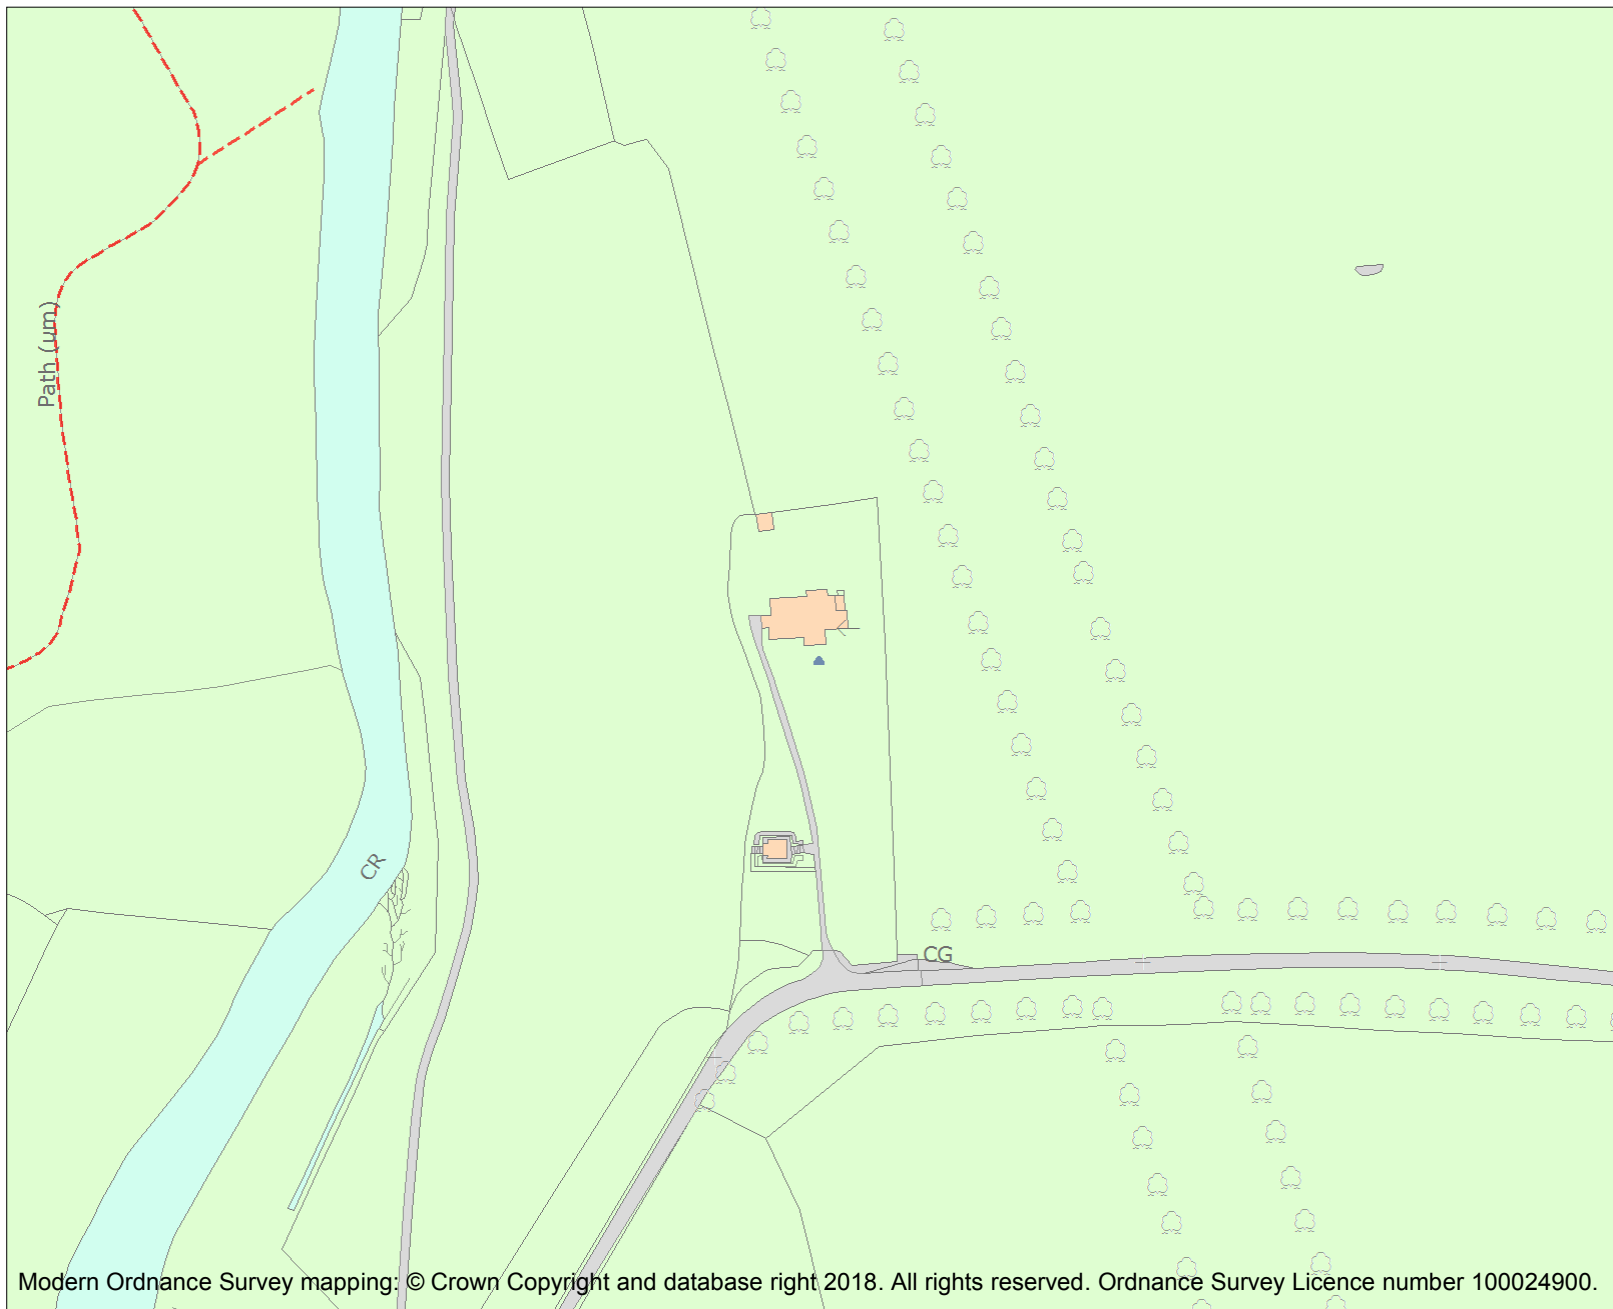 Path (um)
CR
CG
Modern Ordnance Survey mapping: © Crown Copyright and database right 2018. All rights reserved. Ordnance Survey Licence number 100024900.